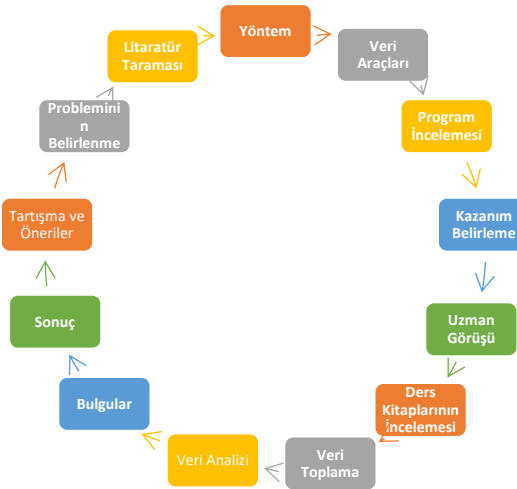 Yöntem
Veri
Araçları
Program
İncelemesi
Kazanım
Belirleme
Uzman
Görüşü
Ders
Kitaplarının
İncelemesi
Veri
Toplama
Veri Analizi
Bulgular
Sonuç
Tartışma ve
Öneriler
Problemini
n
Belirlenme
Litaratür
Taraması